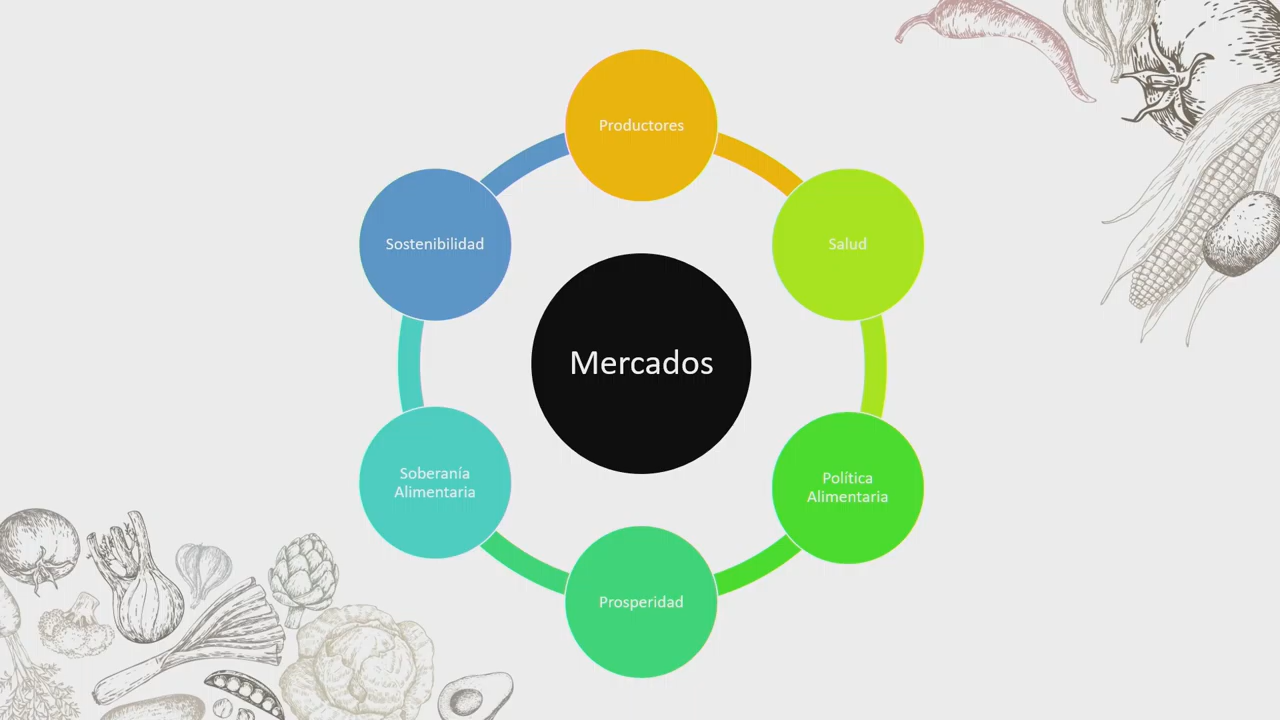 Productores
Sostenibilidad
Salud
Mercados
Soberanía
Alimentaria
Política
Alimentaria
Prosperidad